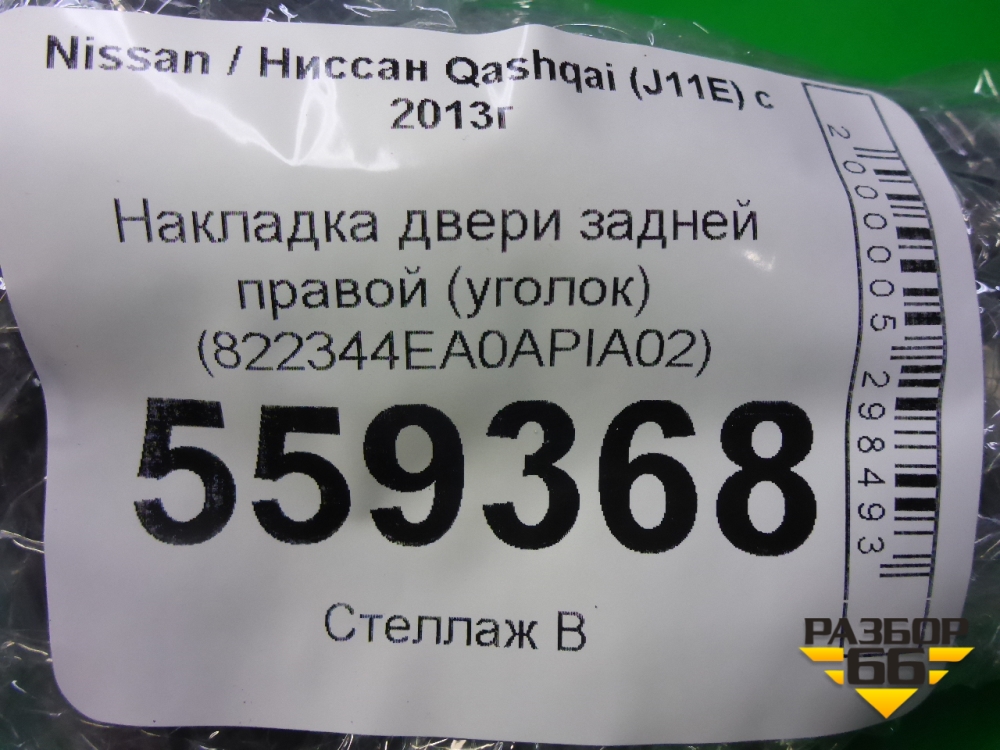 Nissan / Ниссан Qashqai (J11E) с
2013г
Накладка двери задней
правой (уголок)
(822344EA0APIA02)
559368
Стеллаж В
2000005298493
РАЗБОР
66